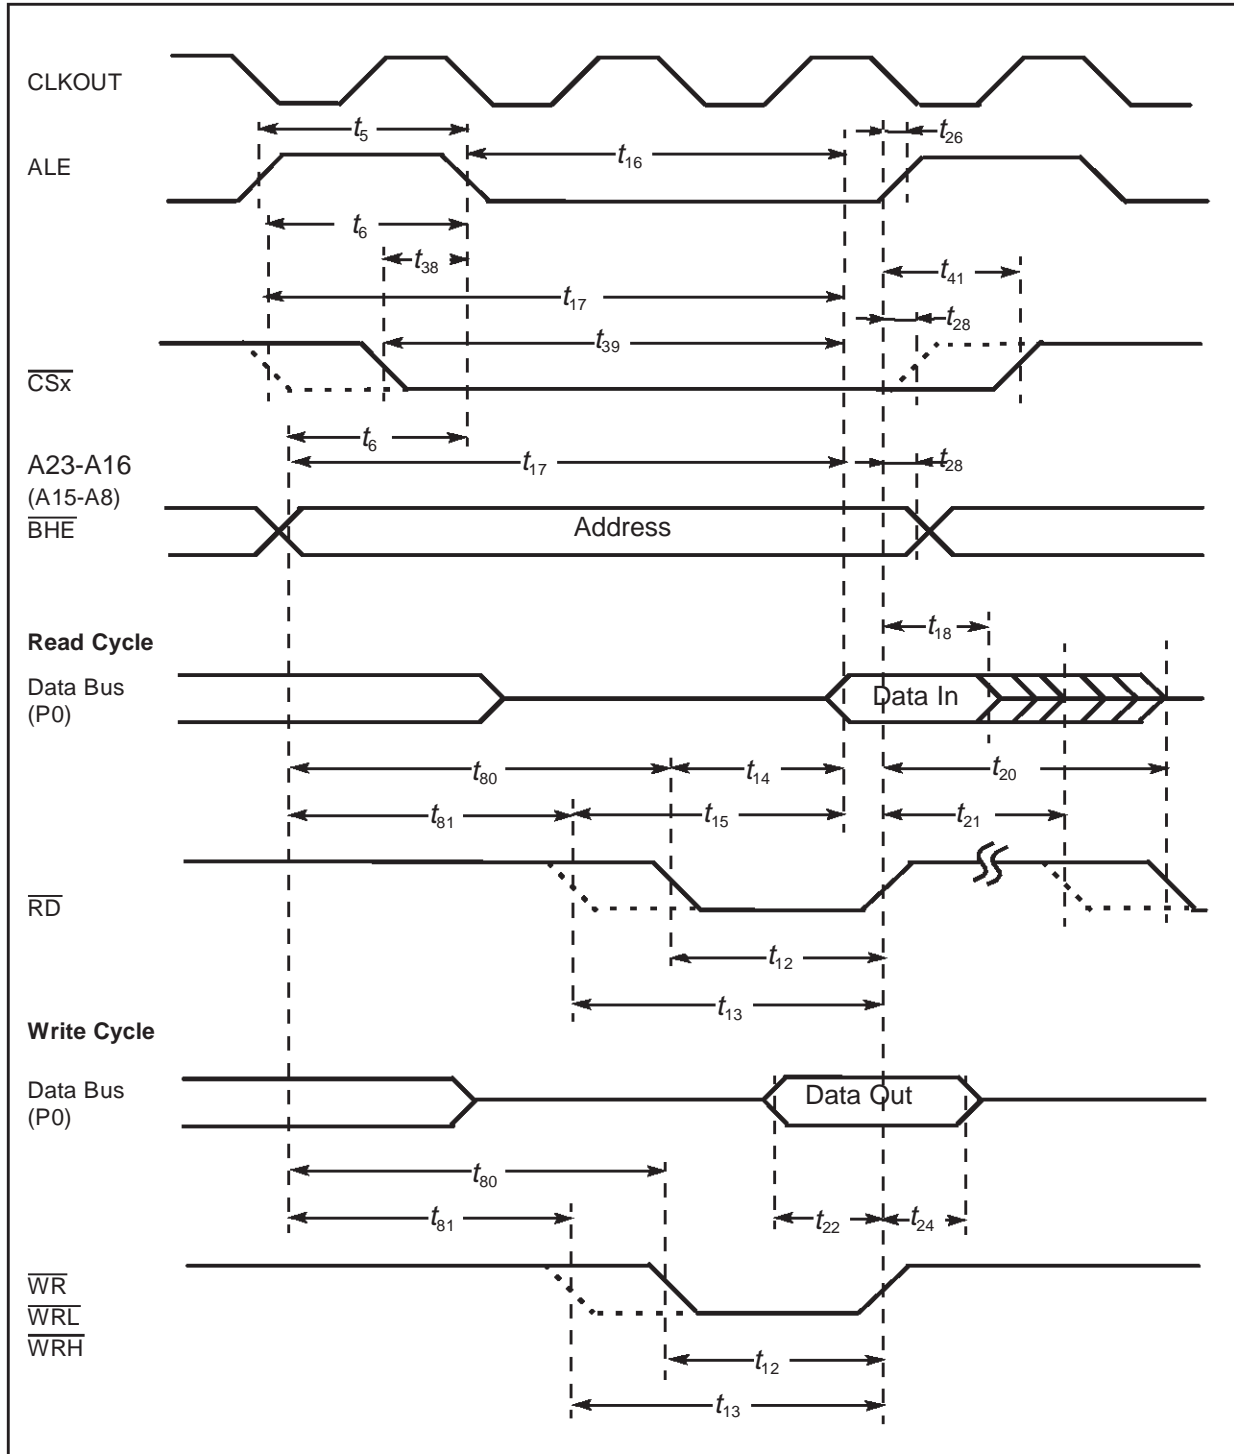 CLKOUT
t5
t26
ALE
t16
t6
t38
t41
t17
t28
t39
CSx
t6
t17
t28
A23-A16
(A15-A8)
BHE
Address
t18
Read Cycle
Data Bus
(P0)
Data In
t80
t14
t20
t81
t15
t21
RD
t12
t13
Write Cycle
Data Bus
(P0)
Data Out
t80
t81
t22
t24
WR
WRL
WRH
t12
t13